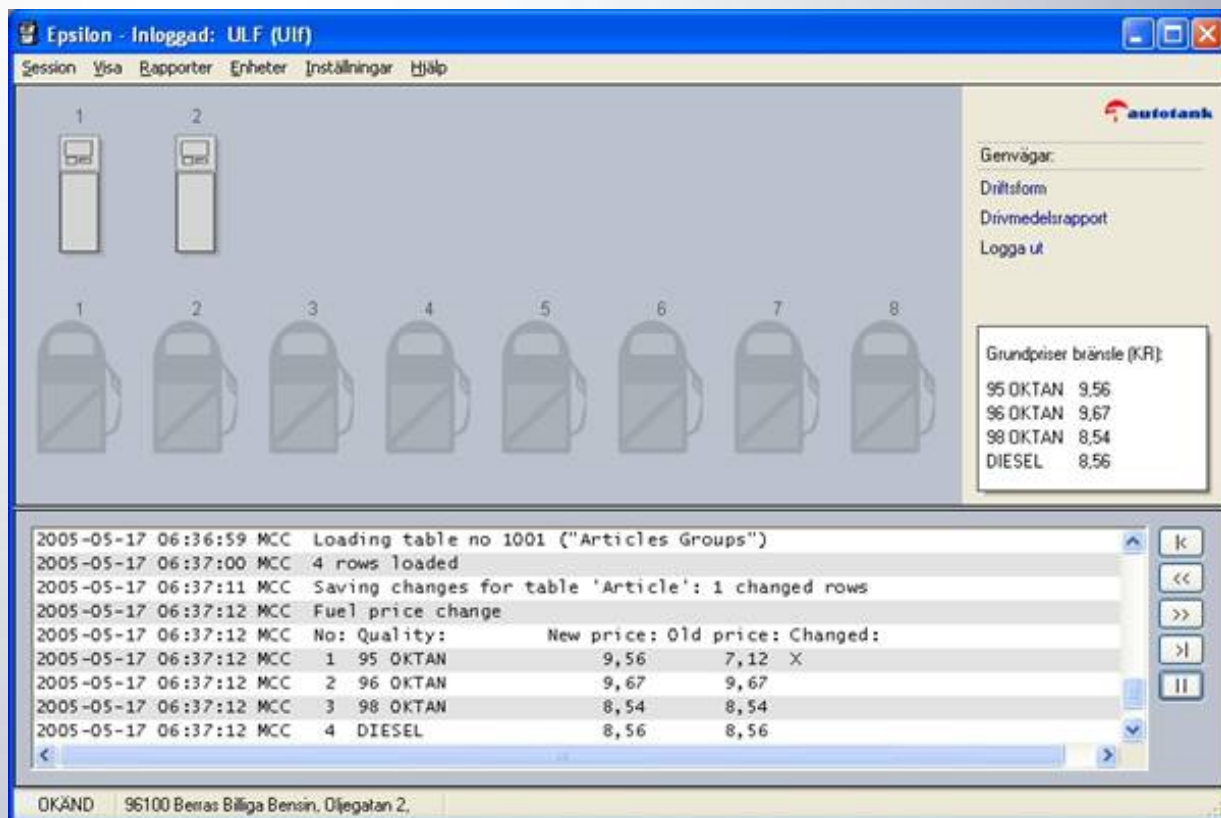 Epsilon - Inloggad: ULF (Ulf)
Session Visa Rapporter Enheter Inställningar Hjälp
1 2
1 2 3 4 5 6 7 8
autotank
Genvägar:
Driftsform
Drivmedelsrapport
Logga ut
Grundpriser bränsle (KR):
95 OKTAN 9,56
96 OKTAN 9,67
98 OKTAN 8,54
DIESEL 8,56
2005-05-17 06:36:59 MCC Loading table no 1001 ("Articles Groups")
2005-05-17 06:37:00 MCC 4 rows loaded
2005-05-17 06:37:11 MCC Saving changes for table 'Article': 1 changed rows
2005-05-17 06:37:12 MCC Fuel price change
2005-05-17 06:37:12 MCC No: Quality: New price: Old price: Changed:
2005-05-17 06:37:12 MCC 1 95 OKTAN 9,56 7,12 X
2005-05-17 06:37:12 MCC 2 96 OKTAN 9,67 9,67
2005-05-17 06:37:12 MCC 3 98 OKTAN 8,54 8,54
2005-05-17 06:37:12 MCC 4 DIESEL 8,56 8,56
OKÄND 96100 Berras Billiga Bensin, Oljegatan 2,